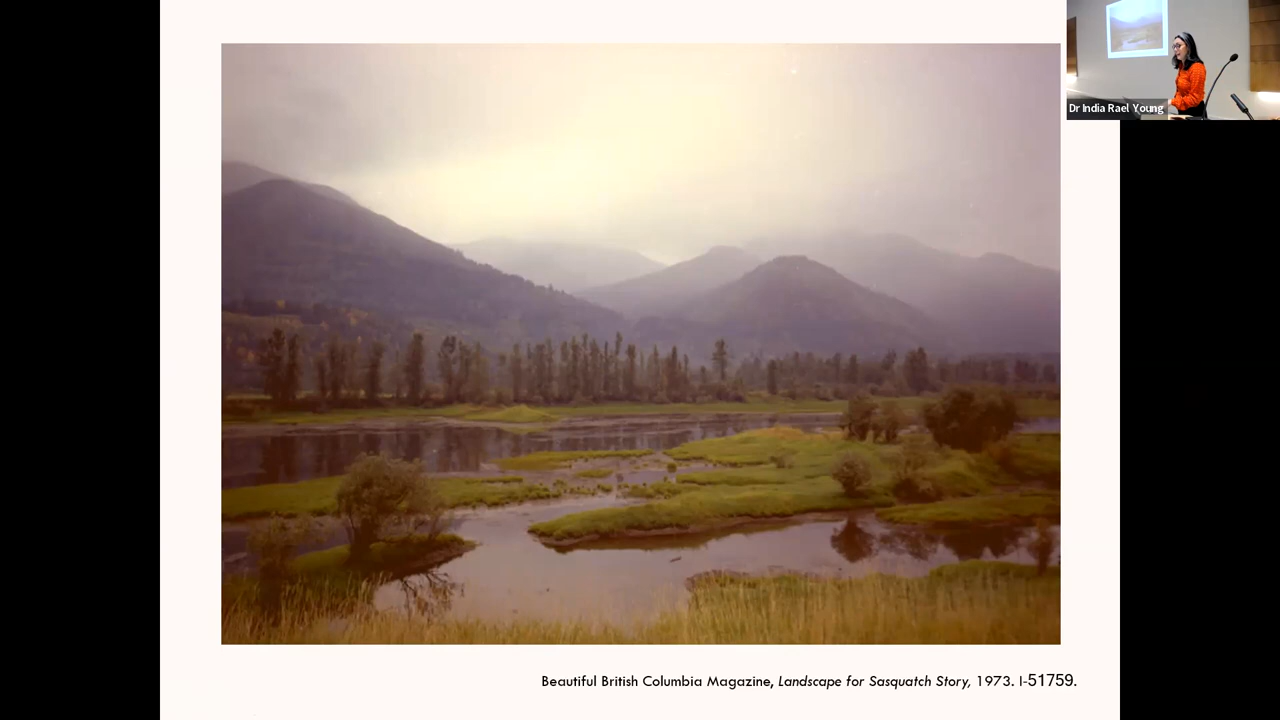 Dr India Rael Young
Beautiful British Columbia Magazine, Landscape for Sasquatch Story, 1973. I-51759.